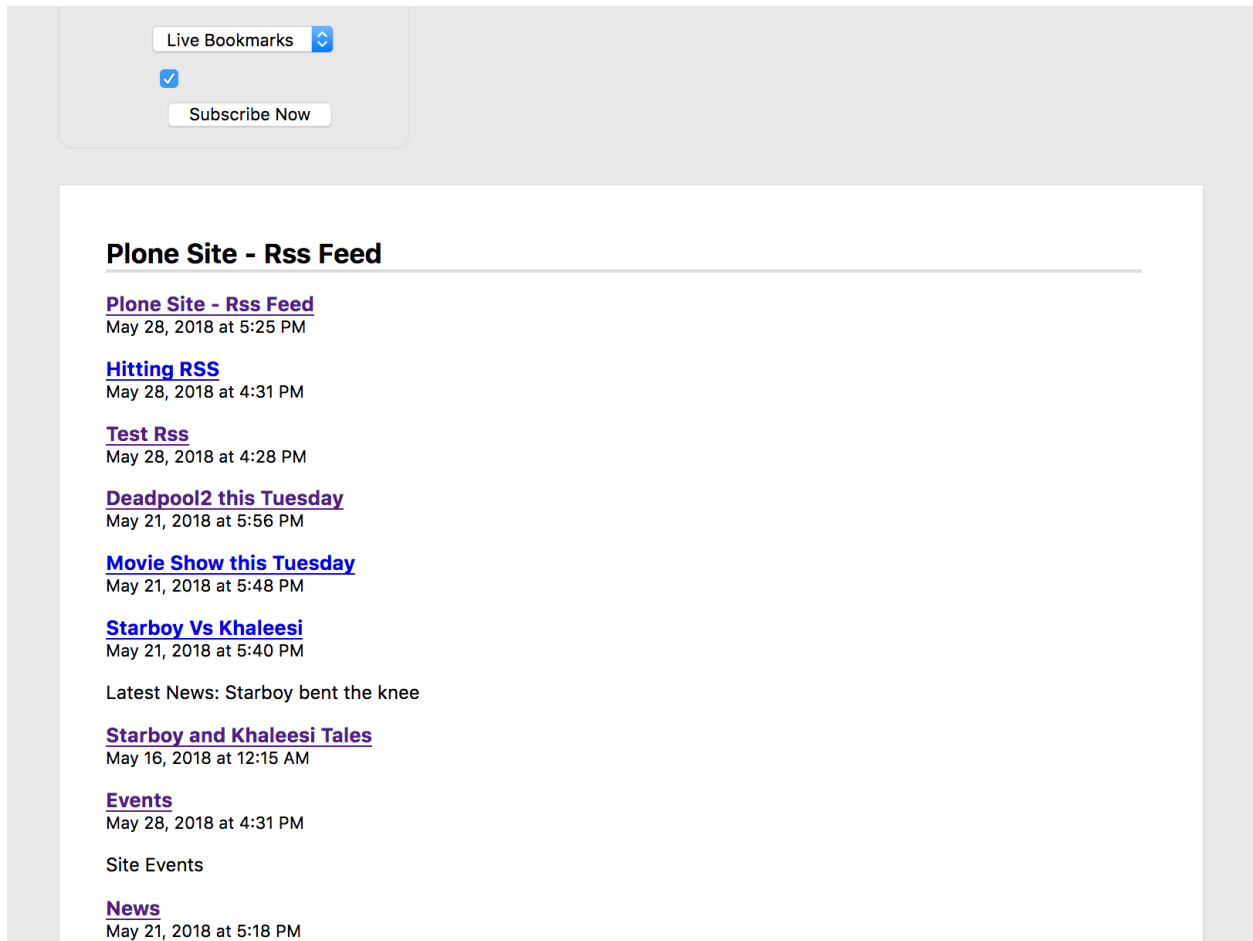 Live Bookmarks
Subscribe Now
Plone Site - Rss Feed
Plone Site - Rss Feed
May 28, 2018 at 5:25 PM
Hitting RSS
May 28, 2018 at 4:31 PM
Test Rss
May 28, 2018 at 4:28 PM
Deadpool2 this Tuesday
May 21, 2018 at 5:56 PM
Movie Show this Tuesday
May 21, 2018 at 5:48 PM
Starboy Vs Khaleesi
May 21, 2018 at 5:40 PM
Latest News: Starboy bent the knee
Starboy and Khaleesi Tales
May 16, 2018 at 12:15 AM
Events
May 28, 2018 at 4:31 PM
Site Events
News
May 21, 2018 at 5:18 PM